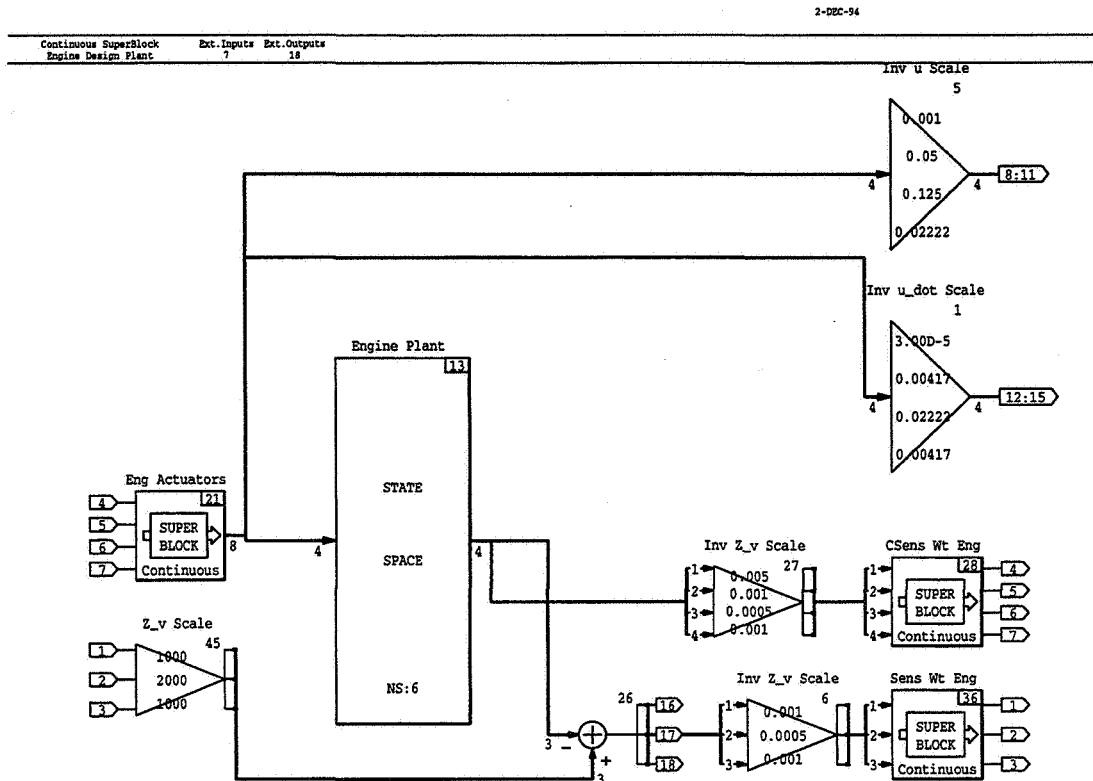 2-DEC-94
Continuous SuperBlock Ext.Inputs Ext.Outputs
Engine Design Plant 7 18
Inv u Scale
5
0.001
0.05
0.125
0.02222
4
4
8:11
Inv u_dot Scale
1
3.00D-5
0.00417
0.02222
0.00417
4
4
12:15
Engine Plant
13
STATE
SPACE
NS:6
4
4
Eng Actuators
21
4
5
6
7
SUPER
BLOCK
Continuous
8
Z_v Scale
45
1
2
3
1000
2000
1000
Inv Z_v Scale
27
1
2
3
4
0.005
0.001
0.0005
0.001
CSens Wt Eng
28
1
2
3
4
SUPER
BLOCK
Continuous
4
5
6
7
3 −
+
3
26
16
17
18
Inv Z_v Scale
6
1
2
3
0.001
0.0005
0.001
Sens Wt Eng
36
1
2
3
SUPER
BLOCK
Continuous
1
2
3